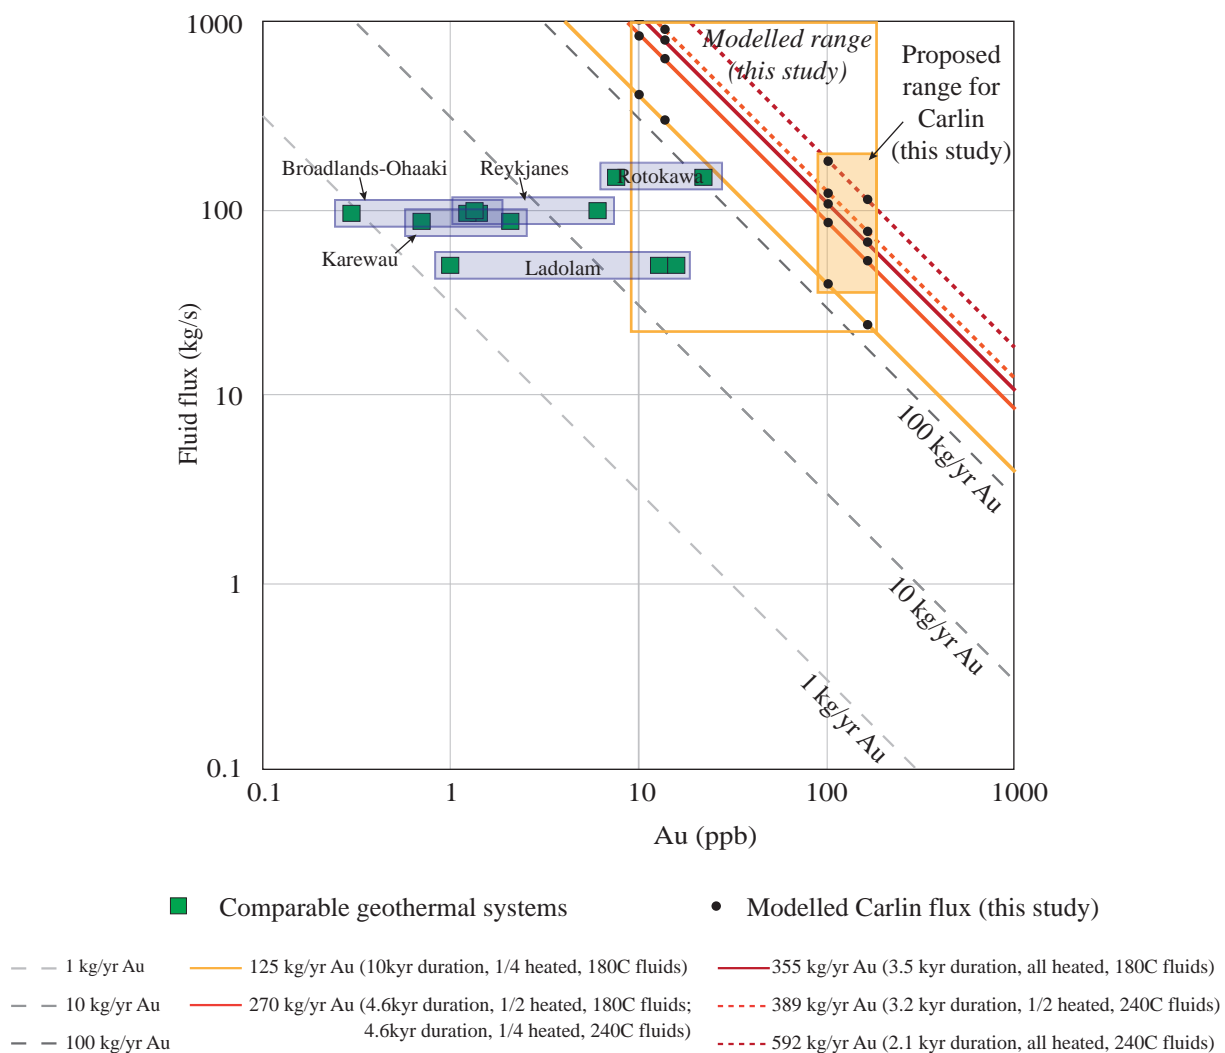 1000
100
10
1
0.1
Fluid flux (kg/s)
0.1
1
10
100
1000
Au (ppb)
Modelled range
(this study)
Proposed
range for
Carlin
(this study)
Broadlands-Ohaaki
Reykjanes
Rotokawa
Karewau
Ladolam
100 kg/yr Au
10 kg/yr Au
1 kg/yr Au
Comparable geothermal systems
Modelled Carlin flux (this study)
1 kg/yr Au
10 kg/yr Au
100 kg/yr Au
125 kg/yr Au (10kyr duration, 1/4 heated, 180C fluids)
270 kg/yr Au (4.6kyr duration, 1/2 heated, 180C fluids;
4.6kyr duration, 1/4 heated, 240C fluids)
355 kg/yr Au (3.5 kyr duration, all heated, 180C fluids)
389 kg/yr Au (3.2 kyr duration, 1/2 heated, 240C fluids)
592 kg/yr Au (2.1 kyr duration, all heated, 240C fluids)